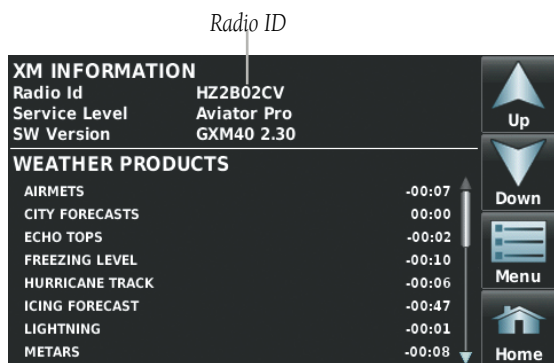 Radio ID
XM INFORMATION
Radio Id HZ2B02CV
Service Level Aviator Pro
SW Version GXM40 2.30
WEATHER PRODUCTS
AIRMETS -00:07
CITY FORECASTS 00:00
ECHO TOPS -00:02
FREEZING LEVEL -00:10
HURRICANE TRACK -00:06
ICING FORECAST -00:47
LIGHTNING -00:01
METARS -00:08
Up
Down
Menu
Home